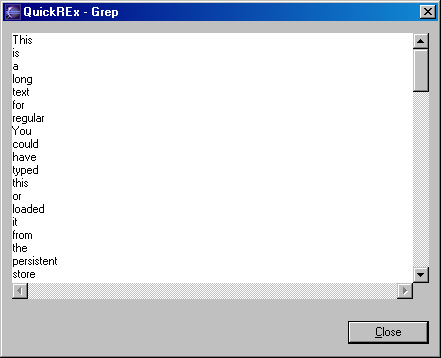 QuickREx - Grep
This
is
a
long
text
for
regular
You
could
have
typed
this
or
loaded
it
from
the
persistent
store
Close